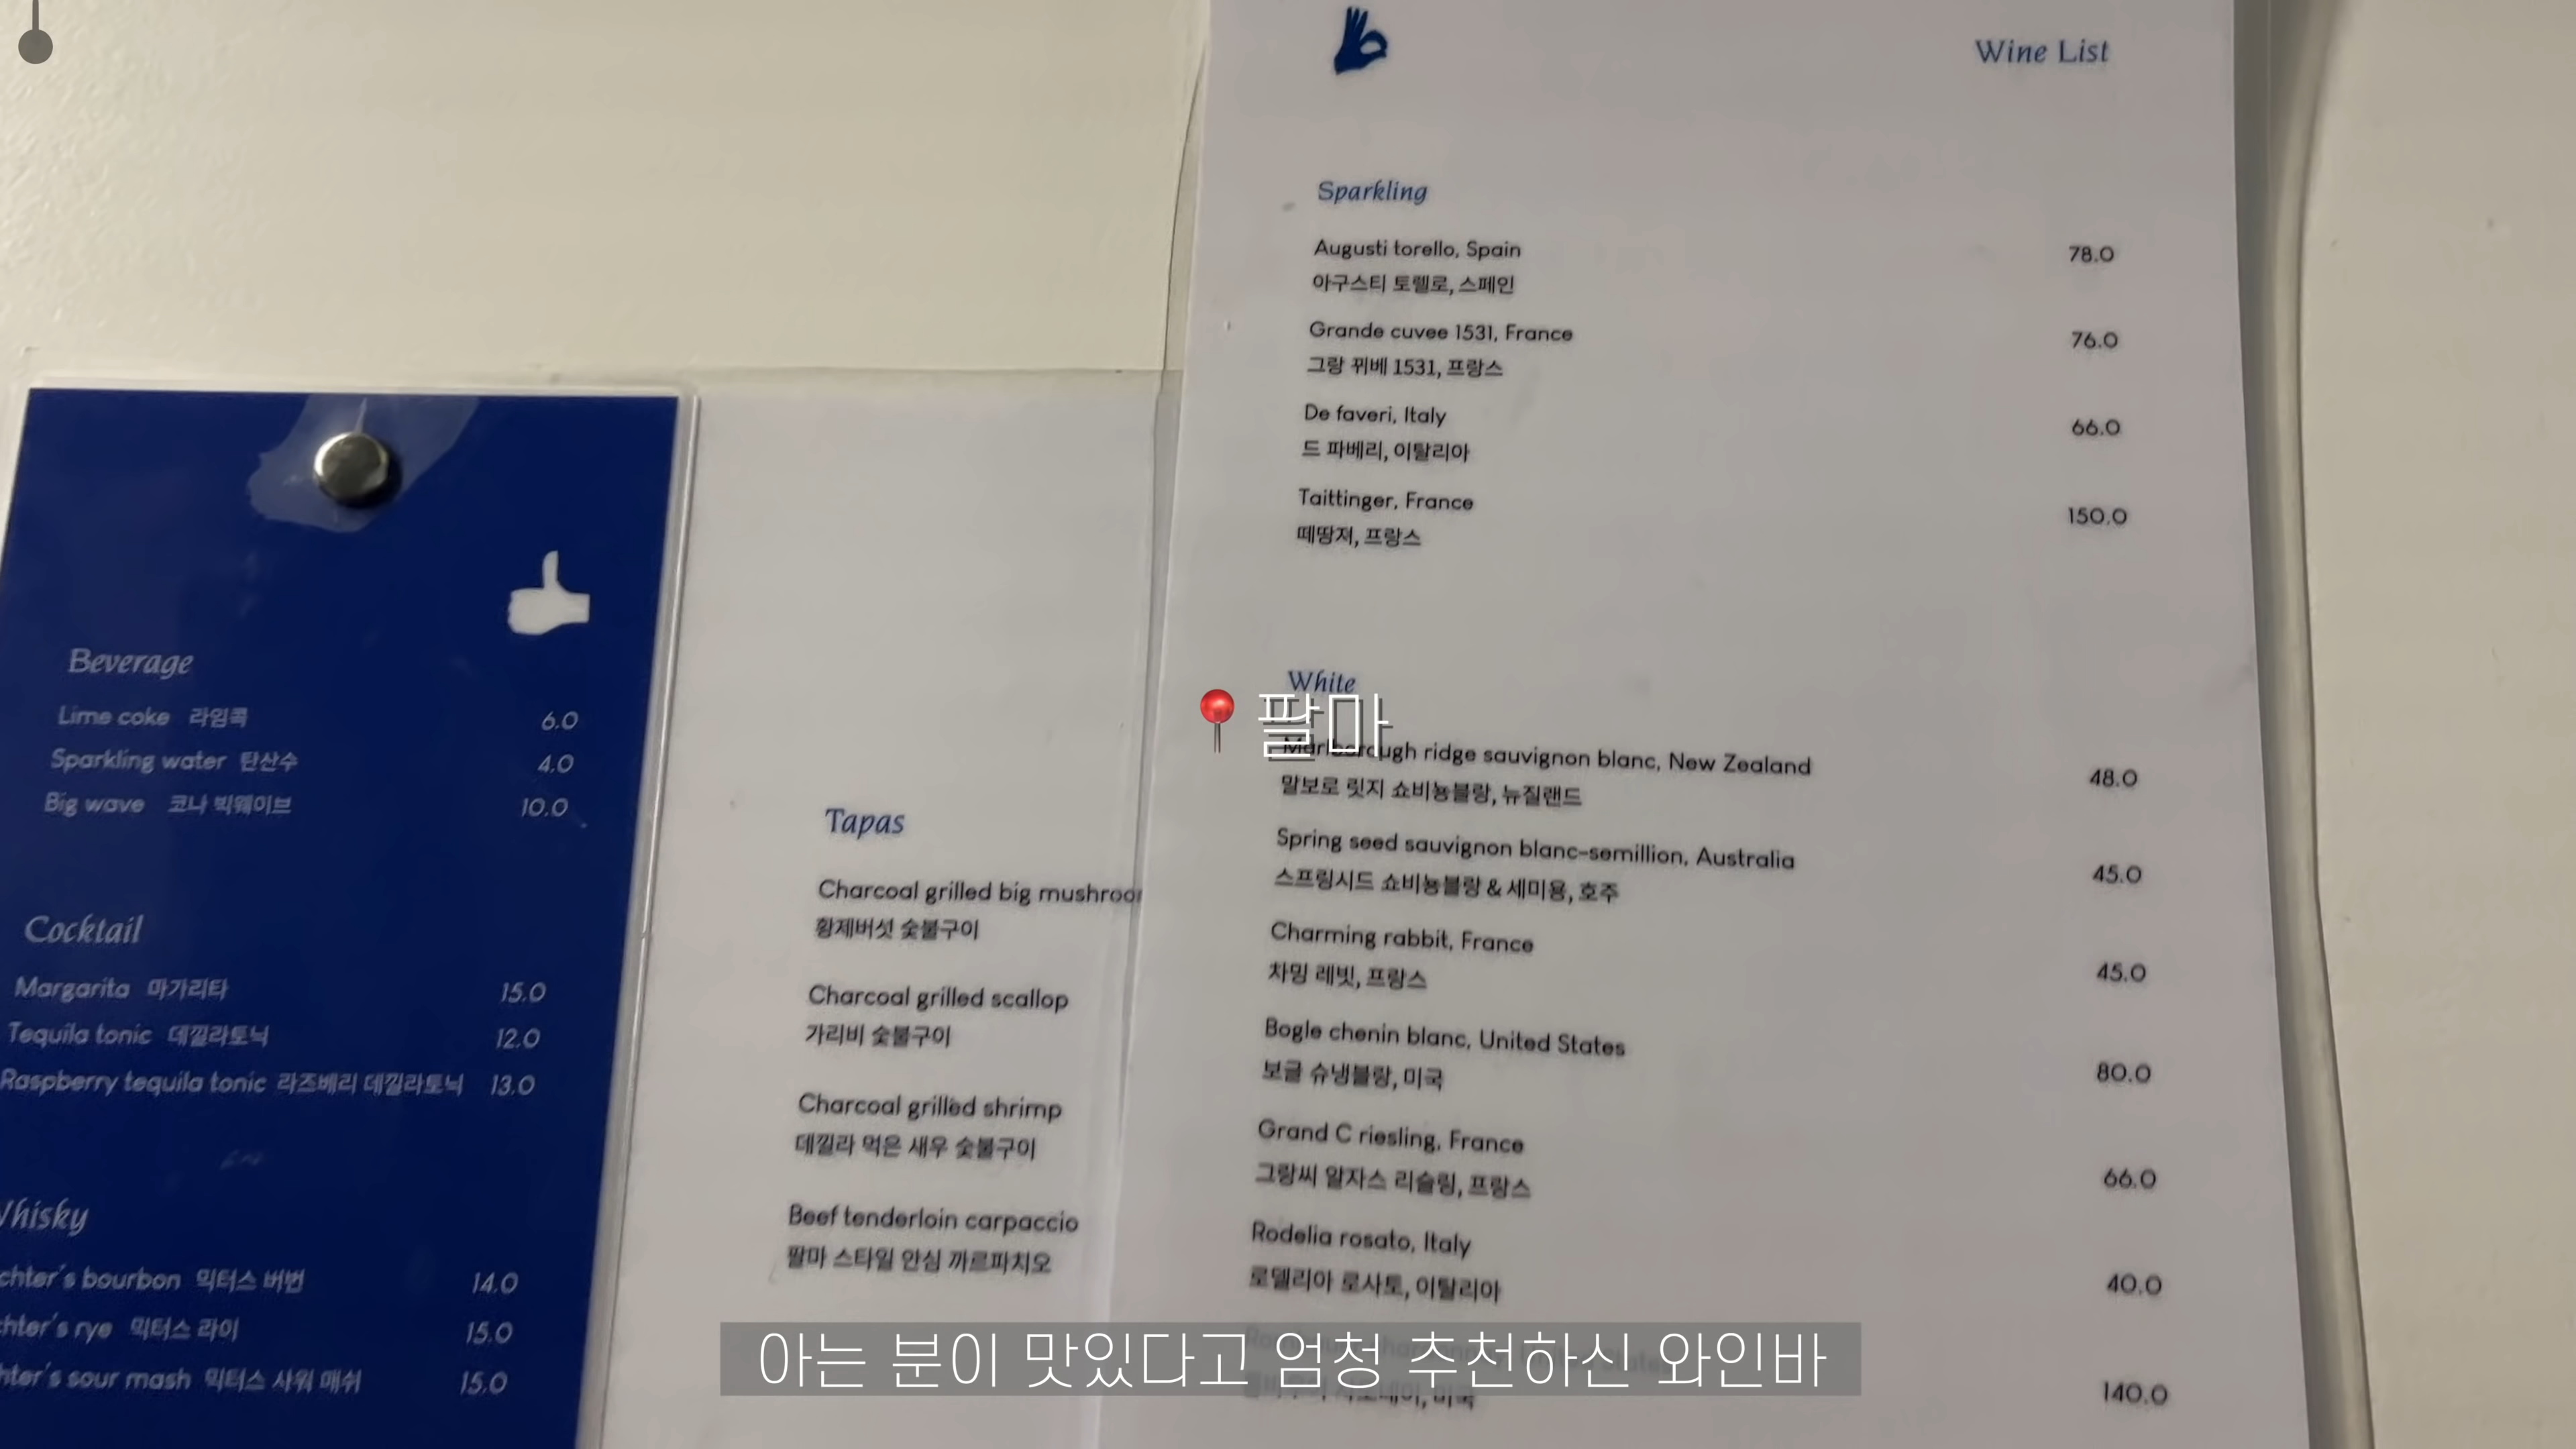 Wine List
Sparkling
Augusti torello, Spain 78.0
아구스티 토렐로, 스페인
Grande cuvee 1531, France 76.0
그랑 뀌베 1531, 프랑스
De faveri, Italy 66.0
드 파베리, 이탈리아
Taittinger, France 150.0
떼땅져, 프랑스
White
팔마
Marlborough ridge sauvignon blanc, New Zealand 48.0
말보로 릿지 쇼비뇽블랑, 뉴질랜드
Spring seed sauvignon blanc-semillion, Australia 45.0
스프링시드 쇼비뇽블랑 & 세미용, 호주
Charming rabbit, France 45.0
차밍 레빗, 프랑스
Bogle chenin blanc, United States 80.0
보글 슈냉블랑, 미국
Grand C riesling, France 66.0
그랑씨 알자스 리슬링, 프랑스
Rodelia rosato, Italy 40.0
로델리아 로사토, 이탈리아
140.0
Beverage
Lime coke 라임콕 6.0
Sparkling water 탄산수 4.0
Big wave 코나 빅웨이브 10.0
Cocktail
Margarita 마가리타 15.0
Tequila tonic 데낄라토닉 12.0
Raspberry tequila tonic 라즈베리 데낄라토닉 13.0
Whisky
chter's bourbon 믹터스 버번 14.0
chter's rye 믹터스 라이 15.0
hter's sour mash 믹터스 사워 매쉬 15.0
Tapas
Charcoal grilled big mushroo
황제버섯 숯불구이
Charcoal grilled scallop
가리비 숯불구이
Charcoal grilled shrimp
데낄라 먹은 새우 숯불구이
Beef tenderloin carpaccio
팔마 스타일 안심 까르파치오
아는 분이 맛있다고 엄청 추천하신 와인바